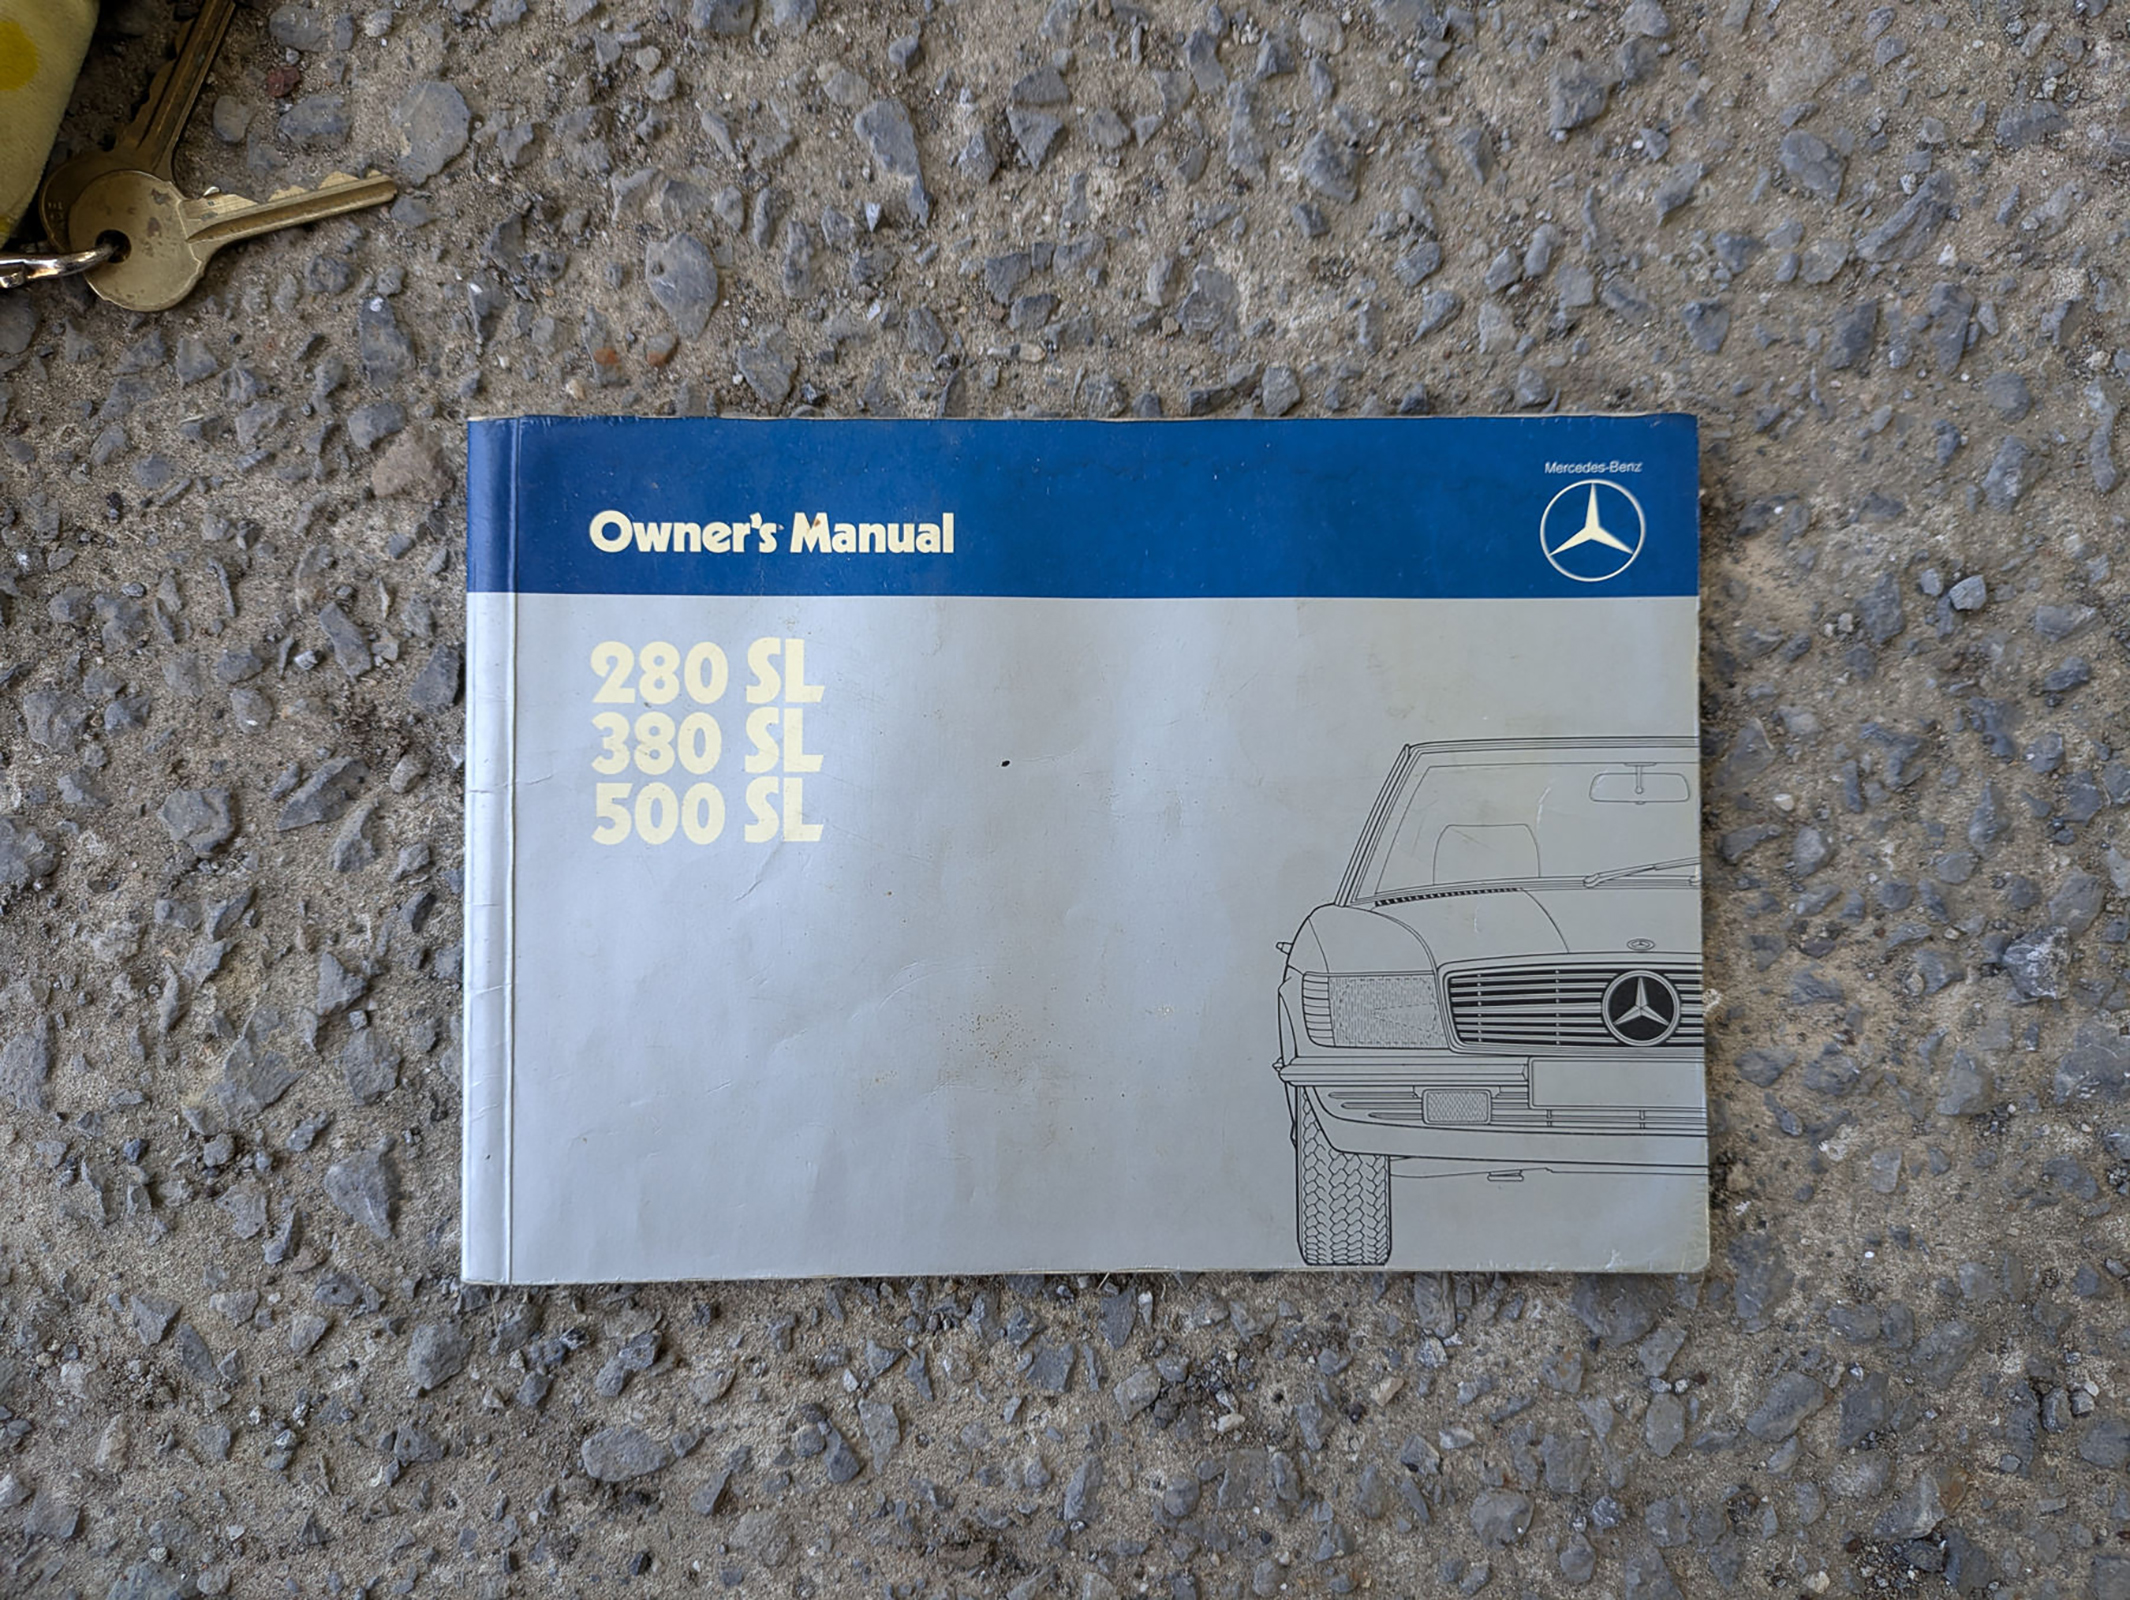 Mercedes-Benz
Owner's Manual
280 SL
380 SL
500 SL